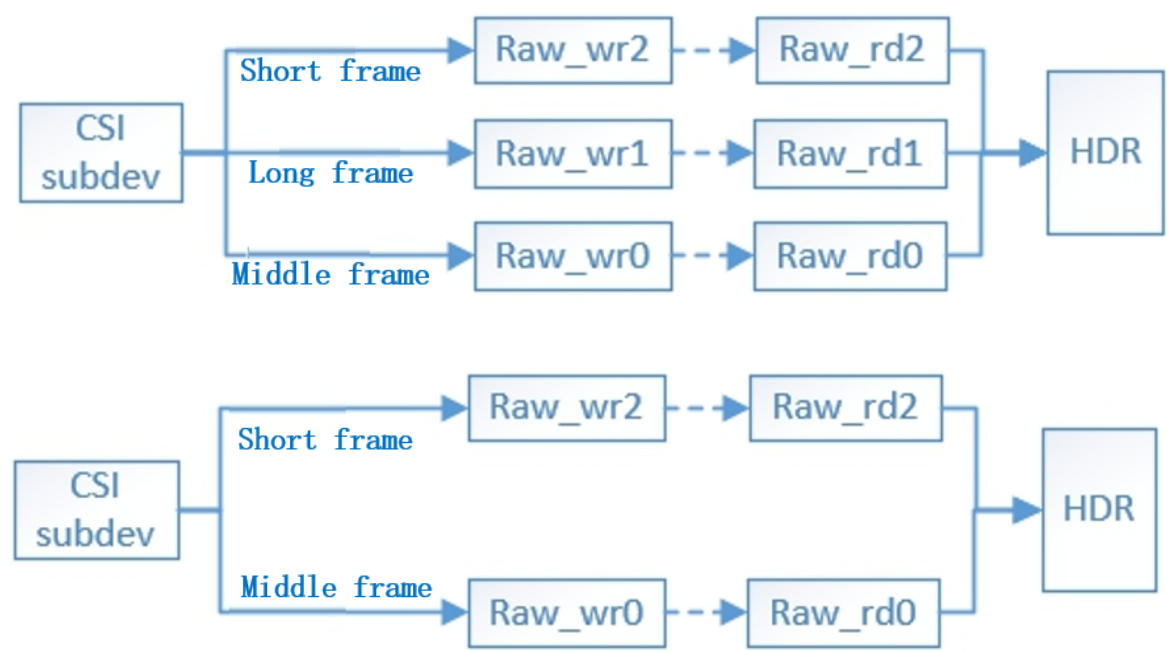 Raw_wr2
Raw_rd2
Short frame
CSI
subdev
Raw_wr1
Raw_rd1
HDR
Long frame
Raw_wr0
Raw_rd0
Middle frame
Raw_wr2
Raw_rd2
Short frame
CSI
subdev
HDR
Middle frame
Raw_wr0
Raw_rd0